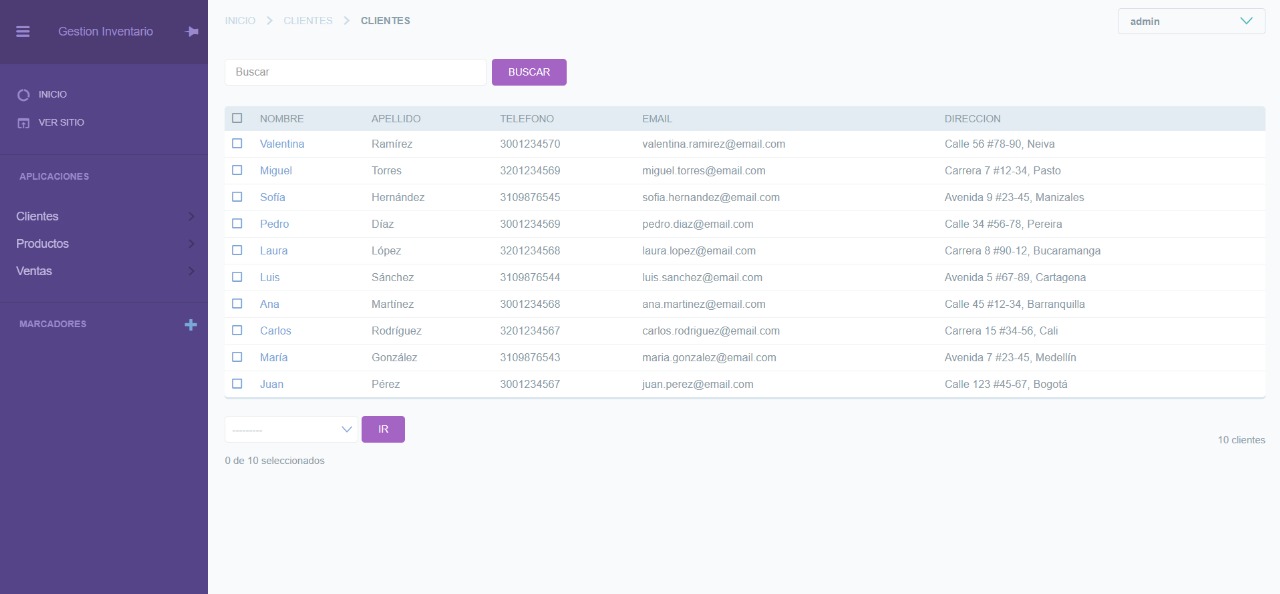 Gestion Inventario
INICIO
VER SITIO
APLICACIONES
Clientes
Productos
Ventas
MARCADORES
INICIO CLIENTES CLIENTES
admin
Buscar BUSCAR
NOMBRE APELLIDO TELEFONO EMAIL DIRECCION
Valentina Ramírez 3001234570 valentina.ramirez@email.com Calle 56 #78-90, Neiva
Miguel Torres 3201234569 miguel.torres@email.com Carrera 7 #12-34, Pasto
Sofía Hernández 3109876545 sofia.hernandez@email.com Avenida 9 #23-45, Manizales
Pedro Díaz 3001234569 pedro.diaz@email.com Calle 34 #56-78, Pereira
Laura López 3201234568 laura.lopez@email.com Carrera 8 #90-12, Bucaramanga
Luis Sánchez 3109876544 luis.sanchez@email.com Avenida 5 #67-89, Cartagena
Ana Martínez 3001234568 ana.martinez@email.com Calle 45 #12-34, Barranquilla
Carlos Rodríguez 3201234567 carlos.rodriguez@email.com Carrera 15 #34-56, Cali
María González 3109876543 maria.gonzalez@email.com Avenida 7 #23-45, Medellín
Juan Pérez 3001234567 juan.perez@email.com Calle 123 #45-67, Bogotá
--------- IR
10 clientes
0 de 10 seleccionados